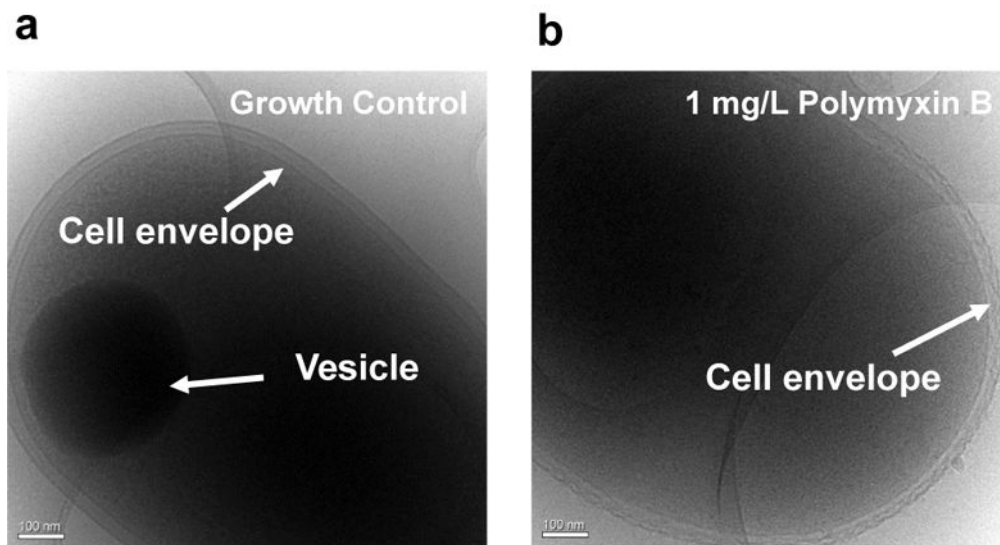 a
Growth Control
Cell envelope
Vesicle
100 nm
b
1 mg/L Polymyxin B
Cell envelope
100 nm